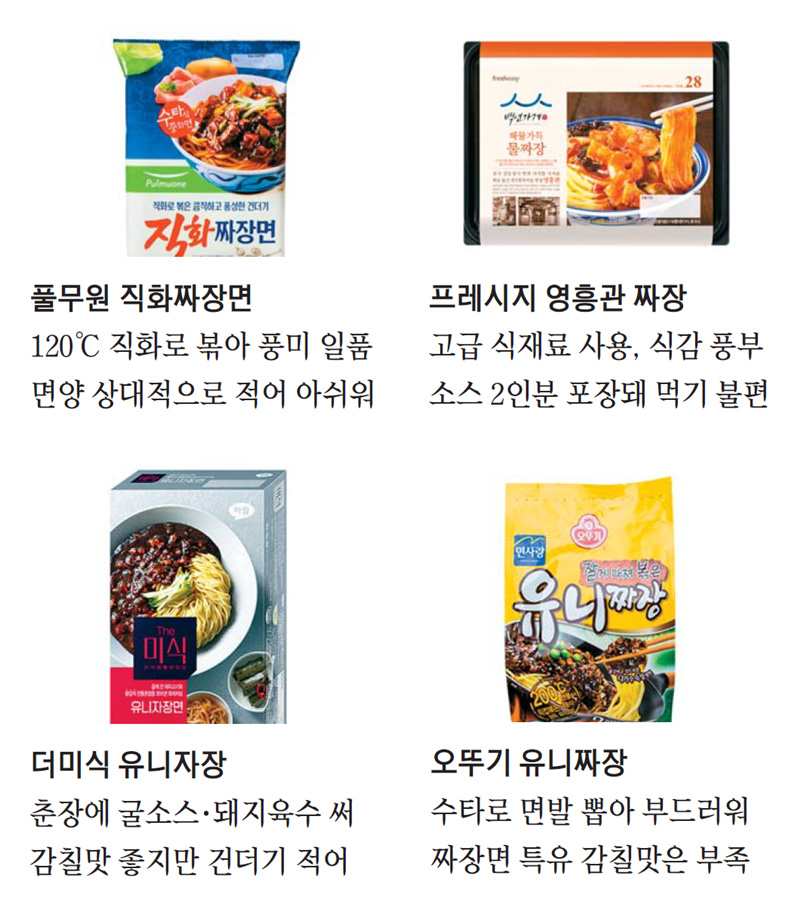 수타식
중화면
Pulmuone
직화로 볶은 큼직하고 풍성한 건더기
직화짜장면
fresheasy
28
백년가게
해물가득
물짜장
풀무원 직화짜장면
120℃ 직화로 볶아 풍미 일품
면양 상대적으로 적어 아쉬워
프레시지 영흥관 짜장
고급 식재료 사용, 식감 풍부
소스 2인분 포장돼 먹기 불편
The
미식
유니자장면
오뚜기
면사랑
잘게 다져 볶은
유니짜장
200℃
더미식 유니자장
춘장에 굴소스·돼지육수 써
감칠맛 좋지만 건더기 적어
오뚜기 유니짜장
수타로 면발 뽑아 부드러워
짜장면 특유 감칠맛은 부족